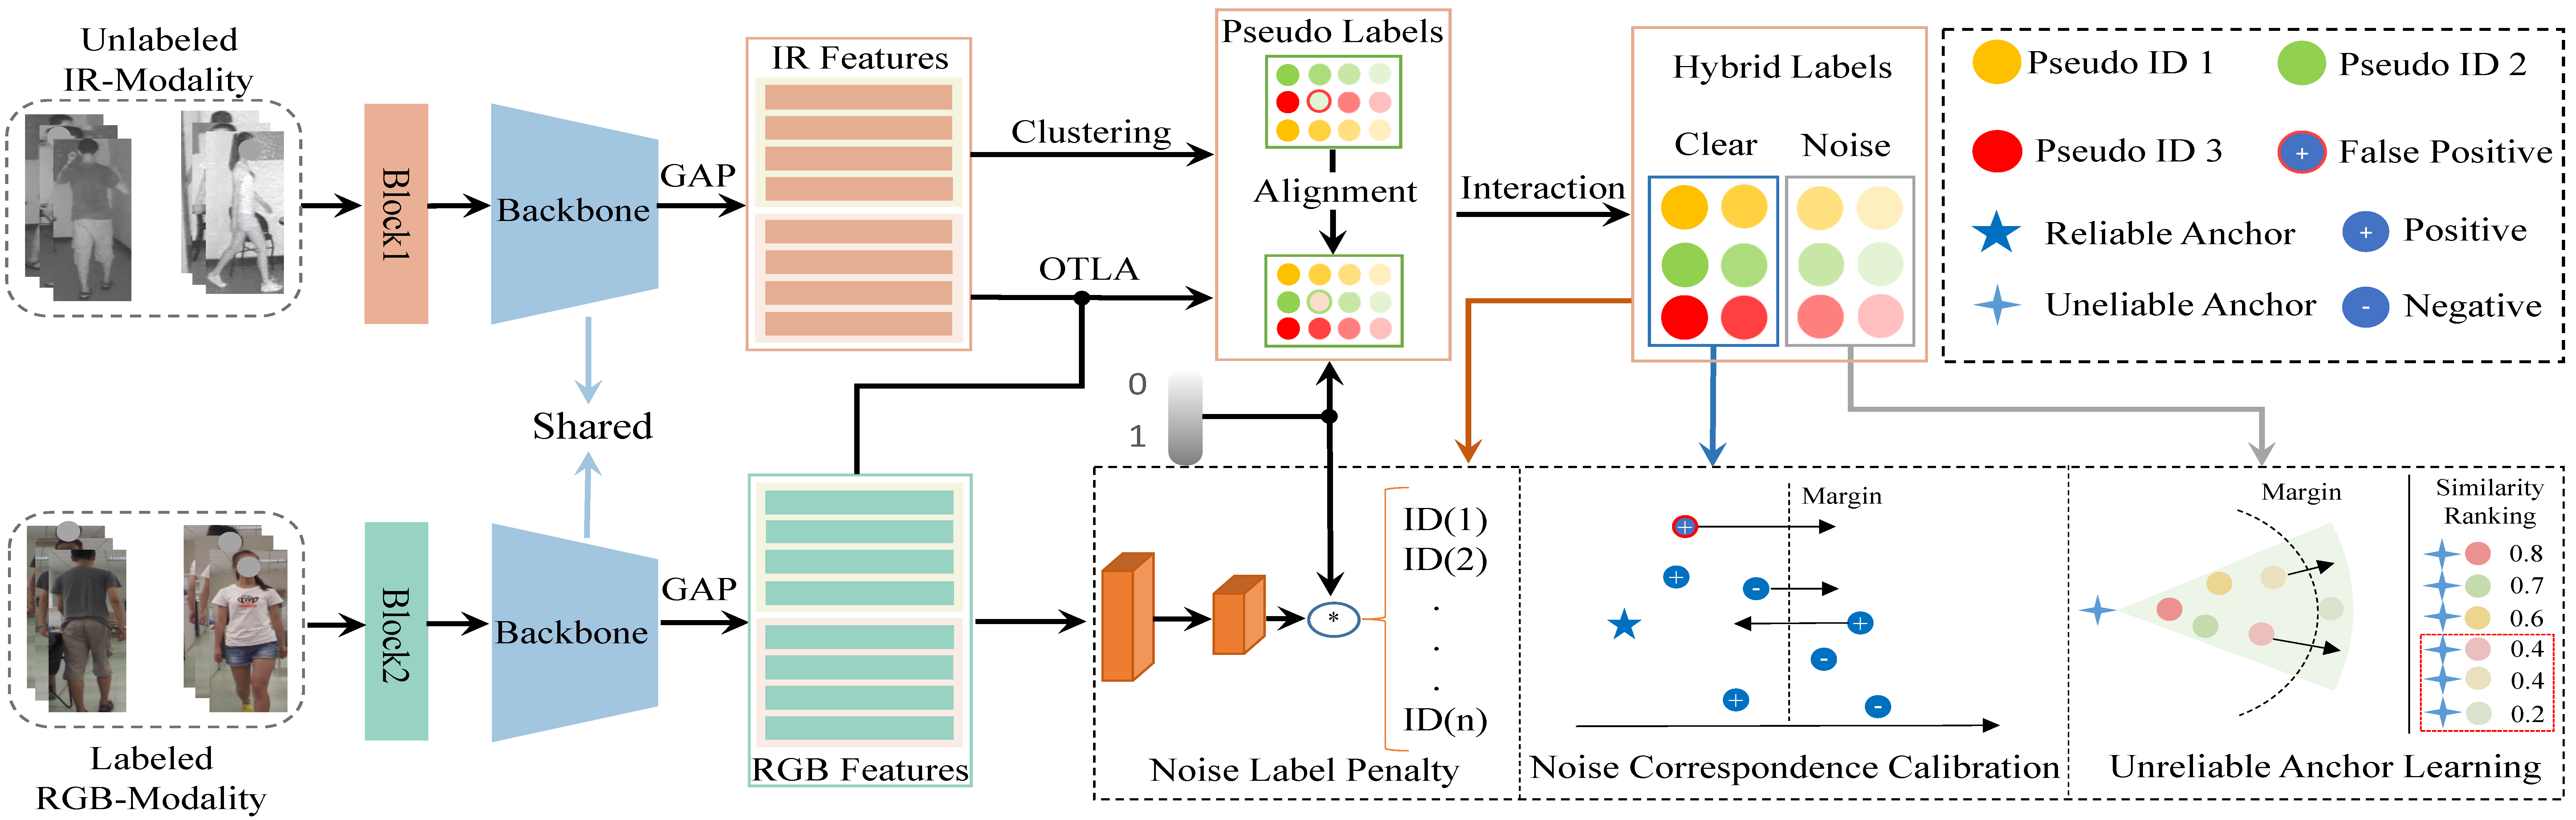 Unlabeled
IR-Modality
Block1
Backbone
GAP
IR Features
Clustering
OTLA
Pseudo Labels
Alignment
Interaction
Hybrid Labels
Clear
Noise
Pseudo ID 1
Pseudo ID 2
Pseudo ID 3
+
False Positive
Reliable Anchor
+
Positive
Uneliable Anchor
-
Negative
Shared
0
1
Labeled
RGB-Modality
Block2
Backbone
GAP
RGB Features
*
ID(1)
ID(2)
.
.
.
ID(n)
Noise Label Penalty
Margin
+
+
-
+
-
+
-
Noise Correspondence Calibration
Margin
Similarity
Ranking
0.8
0.7
0.6
0.4
0.4
0.2
Unreliable Anchor Learning